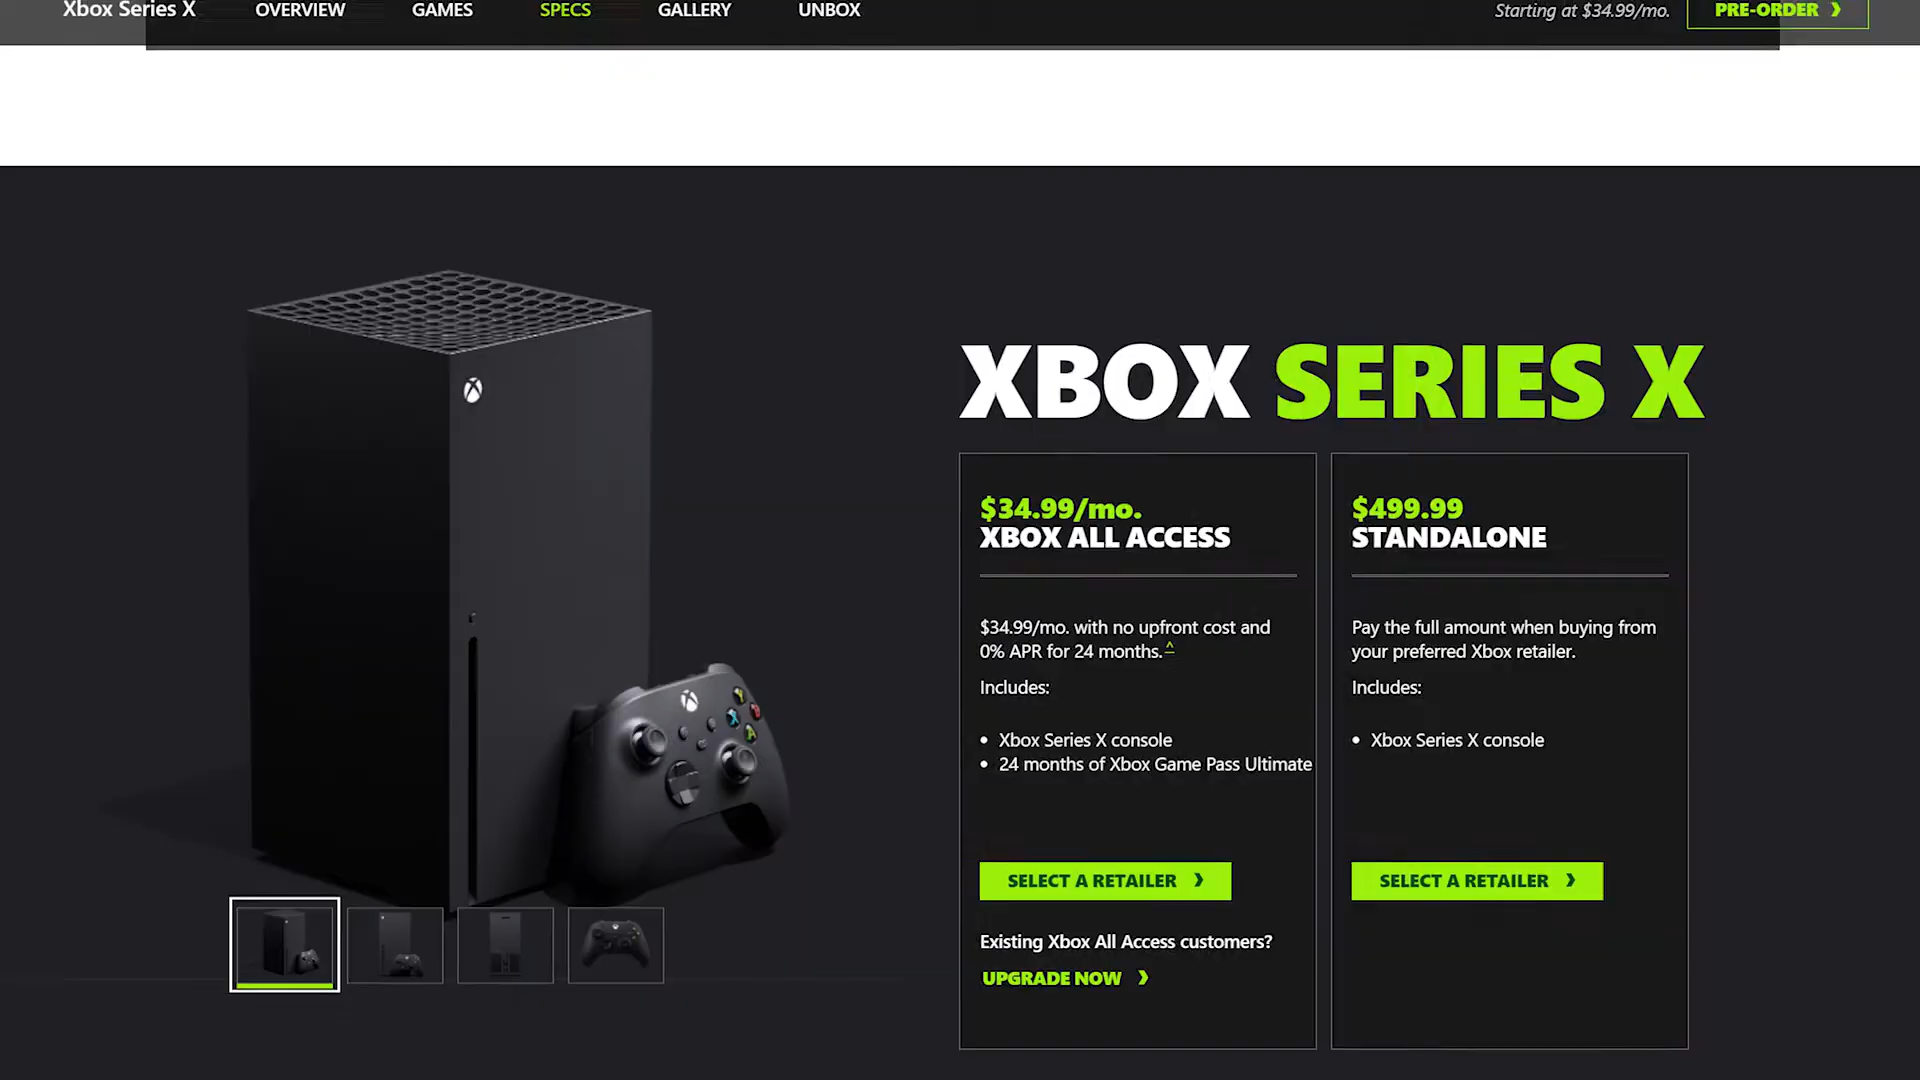 Xbox Series X
OVERVIEW
GAMES
SPECS
GALLERY
UNBOX
Starting at $34.99/mo.
PRE-ORDER
XBOX SERIES X
$34.99/mo.
XBOX ALL ACCESS
$34.99/mo. with no upfront cost and
0% APR for 24 months.^
Includes:
• Xbox Series X console
• 24 months of Xbox Game Pass Ultimate
SELECT A RETAILER
Existing Xbox All Access customers?
UPGRADE NOW
$499.99
STANDALONE
Pay the full amount when buying from
your preferred Xbox retailer.
Includes:
• Xbox Series X console
SELECT A RETAILER